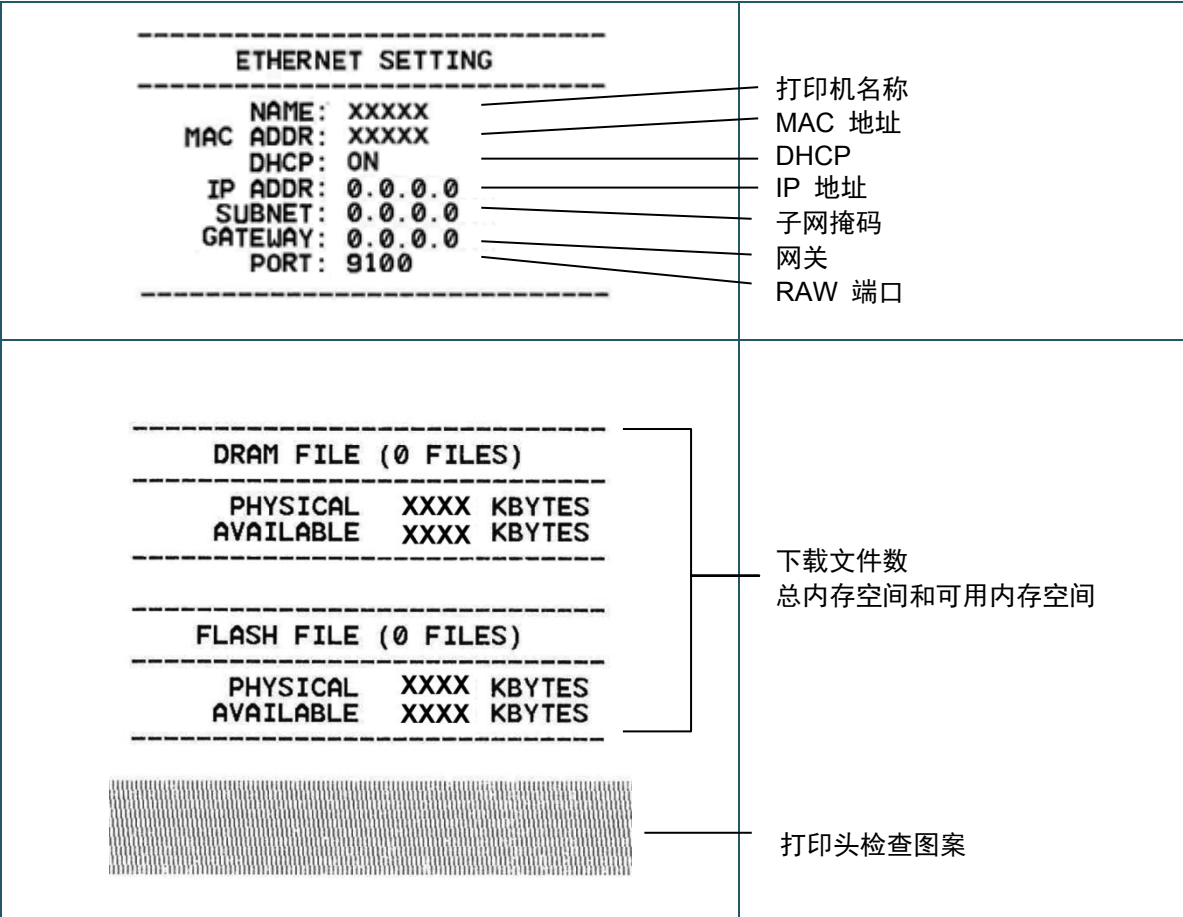 ETHERNET SETTING
NAME: XXXXX
MAC ADDR: XXXXX
DHCP: ON
IP ADDR: 0.0.0.0
SUBNET: 0.0.0.0
GATEWAY: 0.0.0.0
PORT: 9100
打印机名称
MAC 地址
DHCP
IP 地址
子网掩码
网关
RAW 端口
DRAM FILE (0 FILES)
PHYSICAL XXXX KBYTES
AVAILABLE XXXX KBYTES
FLASH FILE (0 FILES)
PHYSICAL XXXX KBYTES
AVAILABLE XXXX KBYTES
下载文件数
总内存空间和可用内存空间
打印头检查图案